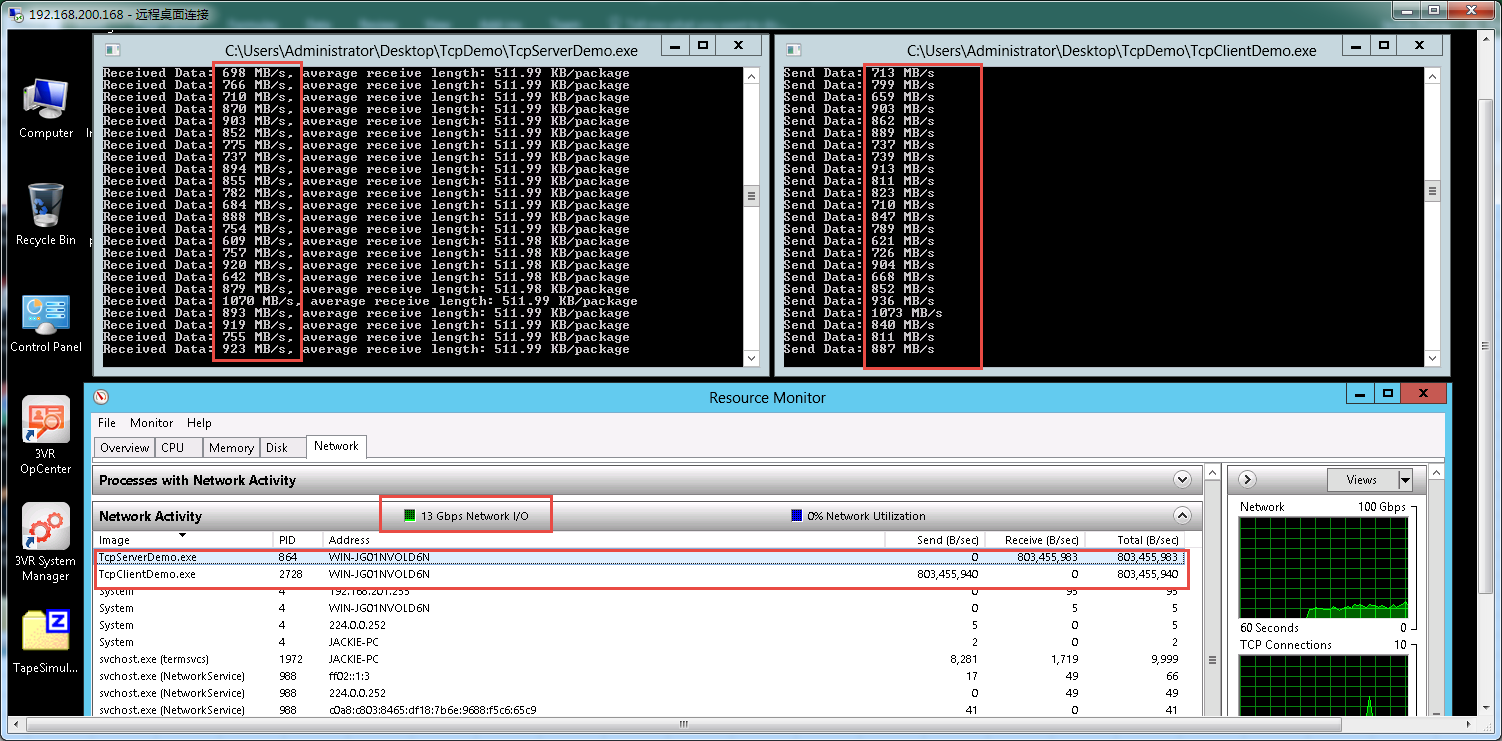 192.168.200.168 - 远程桌面连接
C:\Users\Administrator\Desktop\TcpDemo\TcpServerDemo.exe
Received Data: 698 MB/s, average receive length: 511.99 KB/package
Received Data: 766 MB/s, average receive length: 511.99 KB/package
Received Data: 710 MB/s, average receive length: 511.99 KB/package
Received Data: 870 MB/s, average receive length: 511.99 KB/package
Received Data: 903 MB/s, average receive length: 511.99 KB/package
Received Data: 852 MB/s, average receive length: 511.99 KB/package
Received Data: 775 MB/s, average receive length: 511.99 KB/package
Received Data: 737 MB/s, average receive length: 511.99 KB/package
Received Data: 894 MB/s, average receive length: 511.99 KB/package
Received Data: 855 MB/s, average receive length: 511.99 KB/package
Received Data: 782 MB/s, average receive length: 511.99 KB/package
Received Data: 684 MB/s, average receive length: 511.99 KB/package
Received Data: 888 MB/s, average receive length: 511.99 KB/package
Received Data: 754 MB/s, average receive length: 511.99 KB/package
Received Data: 609 MB/s, average receive length: 511.98 KB/package
Received Data: 757 MB/s, average receive length: 511.98 KB/package
Received Data: 920 MB/s, average receive length: 511.98 KB/package
Received Data: 642 MB/s, average receive length: 511.98 KB/package
Received Data: 879 MB/s, average receive length: 511.98 KB/package
Received Data: 1070 MB/s, average receive length: 511.99 KB/package
Received Data: 893 MB/s, average receive length: 511.99 KB/package
Received Data: 919 MB/s, average receive length: 511.99 KB/package
Received Data: 755 MB/s, average receive length: 511.99 KB/package
Received Data: 923 MB/s, average receive length: 511.99 KB/package
C:\Users\Administrator\Desktop\TcpDemo\TcpClientDemo.exe
Send Data: 713 MB/s
Send Data: 799 MB/s
Send Data: 659 MB/s
Send Data: 903 MB/s
Send Data: 862 MB/s
Send Data: 889 MB/s
Send Data: 737 MB/s
Send Data: 739 MB/s
Send Data: 913 MB/s
Send Data: 811 MB/s
Send Data: 823 MB/s
Send Data: 710 MB/s
Send Data: 847 MB/s
Send Data: 789 MB/s
Send Data: 621 MB/s
Send Data: 726 MB/s
Send Data: 904 MB/s
Send Data: 668 MB/s
Send Data: 852 MB/s
Send Data: 936 MB/s
Send Data: 1073 MB/s
Send Data: 840 MB/s
Send Data: 811 MB/s
Send Data: 887 MB/s
Computer
Recycle Bin
Control Panel
3VR
OpCenter
3VR System
Manager
TapeSimul...
Resource Monitor
File Monitor Help
Overview CPU Memory Disk Network
Processes with Network Activity
Network Activity 13 Gbps Network I/O 0% Network Utilization
Image PID Address Send (B/sec) Receive (B/sec) Total (B/sec)
TcpServerDemo.exe 864 WIN-JG01NVOLD6N 0 803,455,983 803,455,983
TcpClientDemo.exe 2728 WIN-JG01NVOLD6N 803,455,940 0 803,455,940
System 4 192.168.201.255 0 95 95
System 4 WIN-JG01NVOLD6N 0 5 5
System 4 224.0.0.252 5 0 5
System 4 JACKIE-PC 2 0 2
svchost.exe (termsvcs) 1972 JACKIE-PC 8,281 1,719 9,999
svchost.exe (NetworkService) 988 ff02::1:3 17 49 66
svchost.exe (NetworkService) 988 224.0.0.252 0 49 49
svchost.exe (NetworkService) 988 c0a8:c803:8465:df18:7b6e:9688:f5c6:65c9 41 0 41
Views
Network 100 Gbps
60 Seconds 0
TCP Connections 10